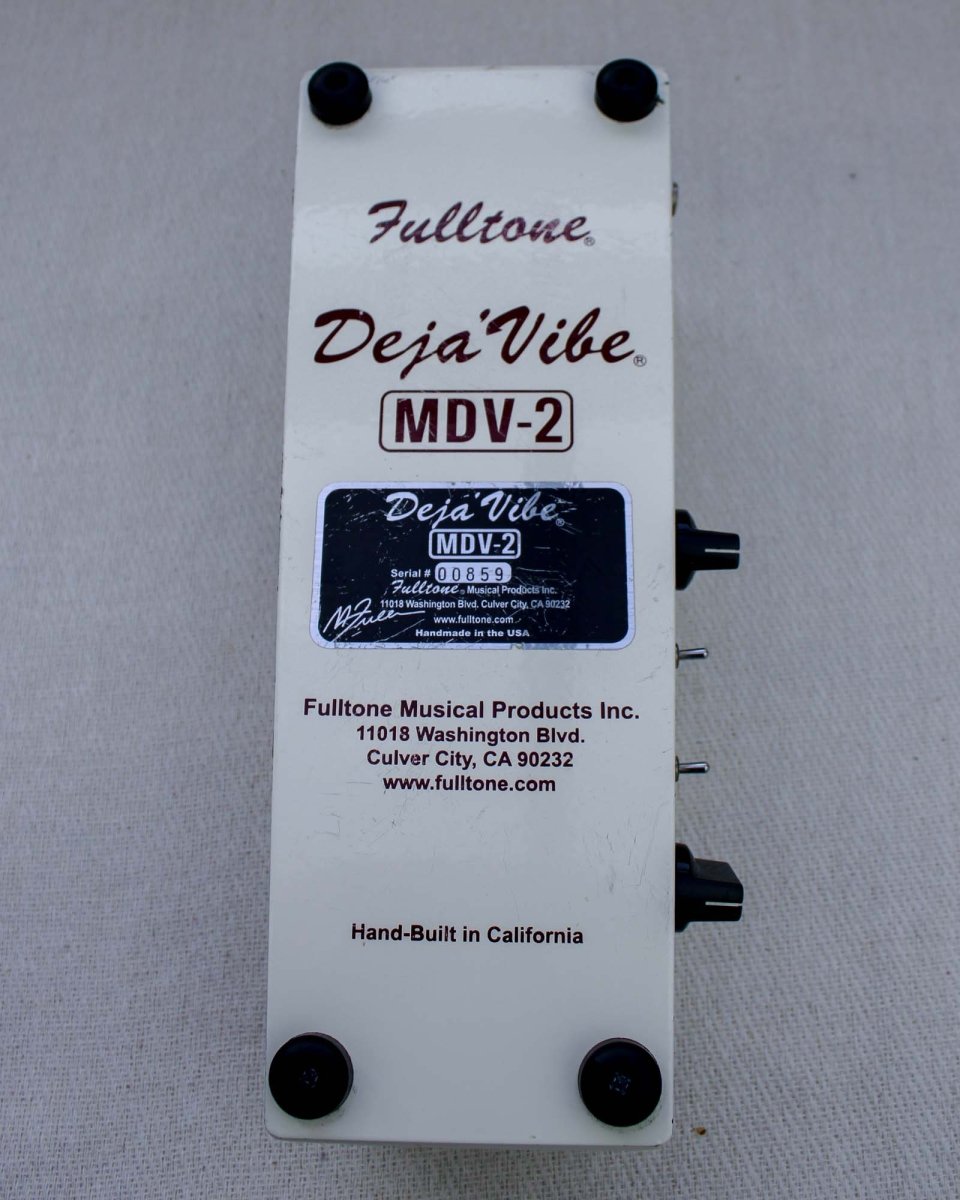 Fulltone®
Deja'Vibe®
MDV-2
Deja'Vibe®
MDV-2
Serial # 00859
Fulltone® Musical Products Inc.
11018 Washington Blvd. Culver City, CA 90232
www.fulltone.com
Handmade in the USA
Fulltone Musical Products Inc.
11018 Washington Blvd.
Culver City, CA 90232
www.fulltone.com
Hand-Built in California